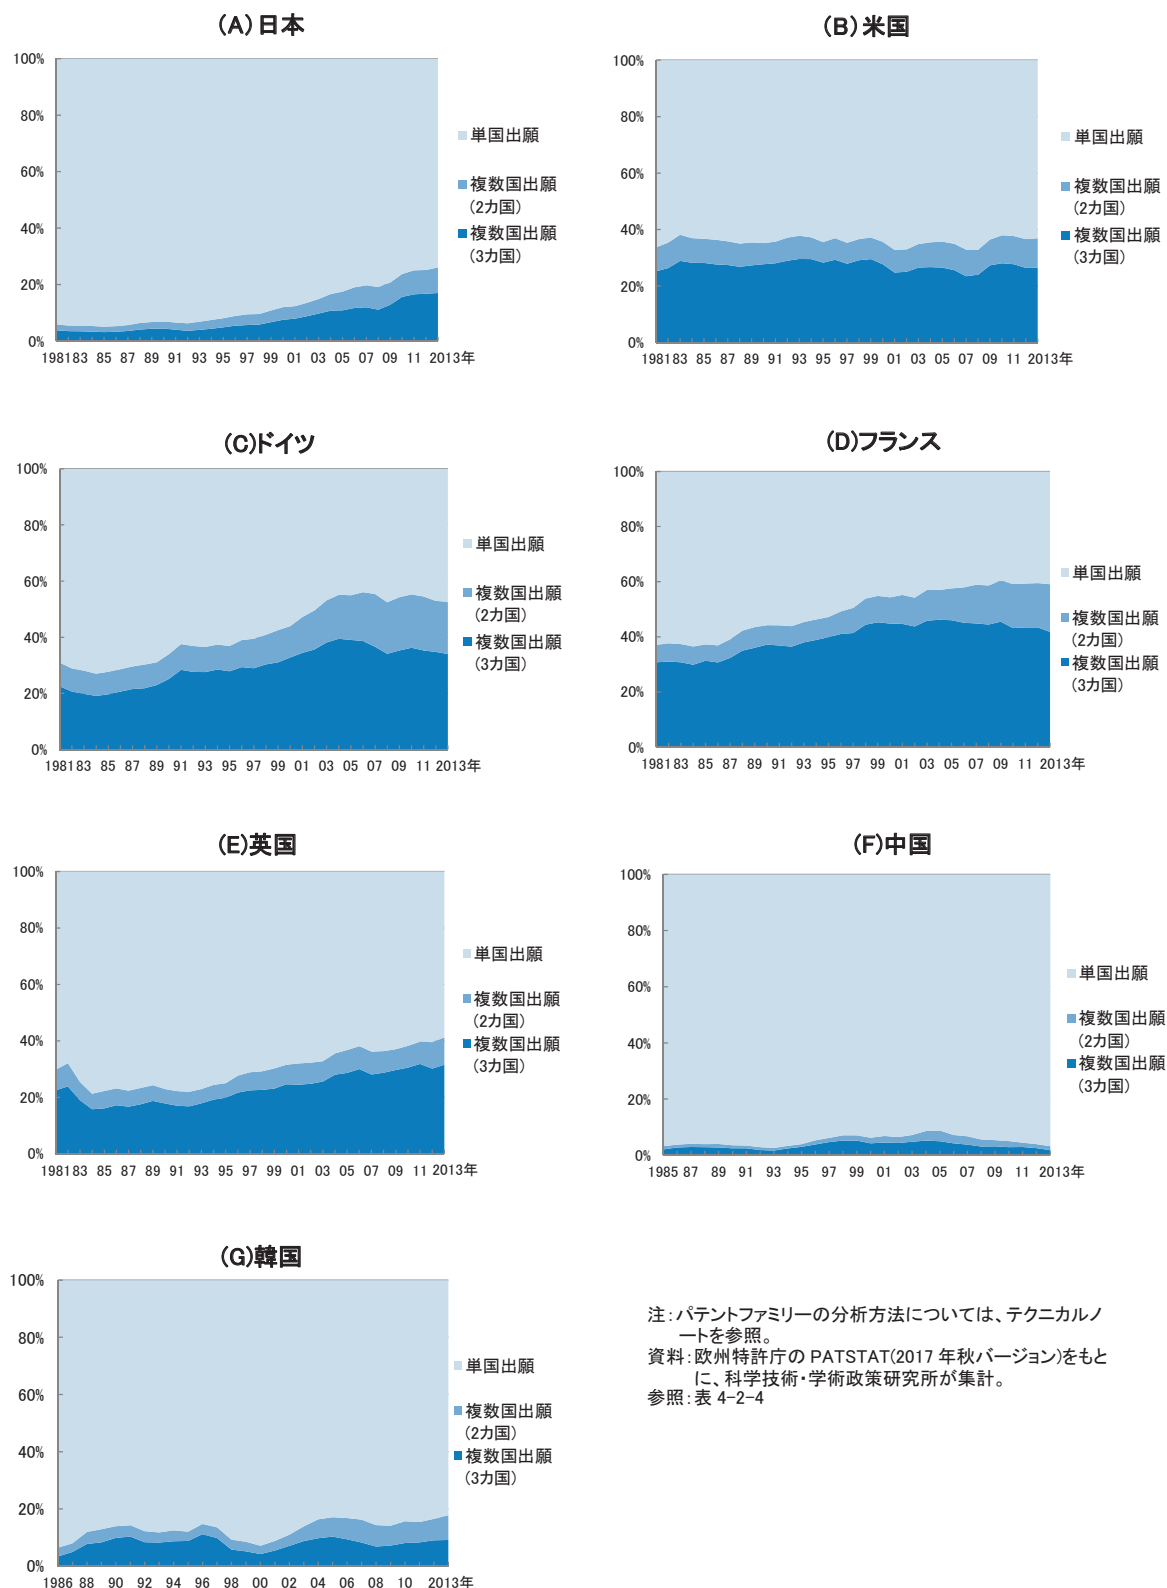 (A)日本
100%
80%
60%
40%
20%
0%
1981 83 85 87 89 91 93 95 97 99 01 03 05 07 09 11 2013年
単国出願
複数国出願
(2カ国)
複数国出願
(3カ国)
(B)米国
100%
80%
60%
40%
20%
0%
1981 83 85 87 89 91 93 95 97 99 01 03 05 07 09 11 2013年
単国出願
複数国出願
(2カ国)
複数国出願
(3カ国)
(C)ドイツ
100%
80%
60%
40%
20%
0%
1981 83 85 87 89 91 93 95 97 99 01 03 05 07 09 11 2013年
単国出願
複数国出願
(2カ国)
複数国出願
(3カ国)
(D)フランス
100%
80%
60%
40%
20%
0%
1981 83 85 87 89 91 93 95 97 99 01 03 05 07 09 11 2013年
単国出願
複数国出願
(2カ国)
複数国出願
(3カ国)
(E)英国
100%
80%
60%
40%
20%
0%
1981 83 85 87 89 91 93 95 97 99 01 03 05 07 09 11 2013年
単国出願
複数国出願
(2カ国)
複数国出願
(3カ国)
(F)中国
100%
80%
60%
40%
20%
0%
1985 87 89 91 93 95 97 99 01 03 05 07 09 11 2013年
単国出願
複数国出願
(2カ国)
複数国出願
(3カ国)
(G)韓国
100%
80%
60%
40%
20%
0%
1986 88 90 92 94 96 98 00 02 04 06 08 10 2013年
単国出願
複数国出願
(2カ国)
複数国出願
(3カ国)
注:パテントファミリーの分析方法については、テクニカルノ
ートを参照。
資料:欧州特許庁の PATSTAT(2017 年秋バージョン)をもと
に、科学技術・学術政策研究所が集計。
参照:表 4-2-4